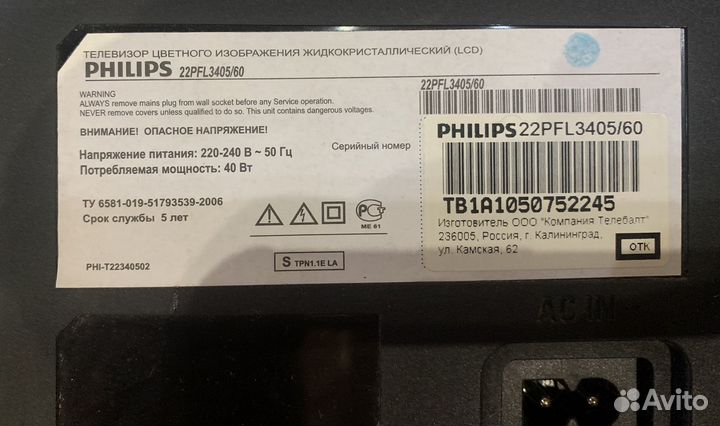 ТЕЛЕВИЗОР ЦВЕТНОГО ИЗОБРАЖЕНИЯ ЖИДКОКРИСТАЛЛИЧЕСКИЙ (LCD)
PHILIPS 22PFL3405/60
WARNING
ALWAYS remove mains plug from wall socket before any Service operation.
NEVER remove covers unless qualified to do so. This unit contains dangerous voltages.
ВНИМАНИЕ! ОПАСНОЕ НАПРЯЖЕНИЕ!
Напряжение питания: 220-240 В ~ 50 Гц
Потребляемая мощность: 40 Вт
Серийный номер
ТУ 6581-019-51793539-2006
Срок службы 5 лет
РСТ
МЕ 61
PHI-T22340502
S TPN1.1E LA
22PFL3405/60
PHILIPS 22PFL3405/60
TB1A1050752245
Изготовитель ООО "Компания Телебалт"
236005, Россия, г. Калининград,
ул. Камская, 62
ОТК
AC IN
Avito